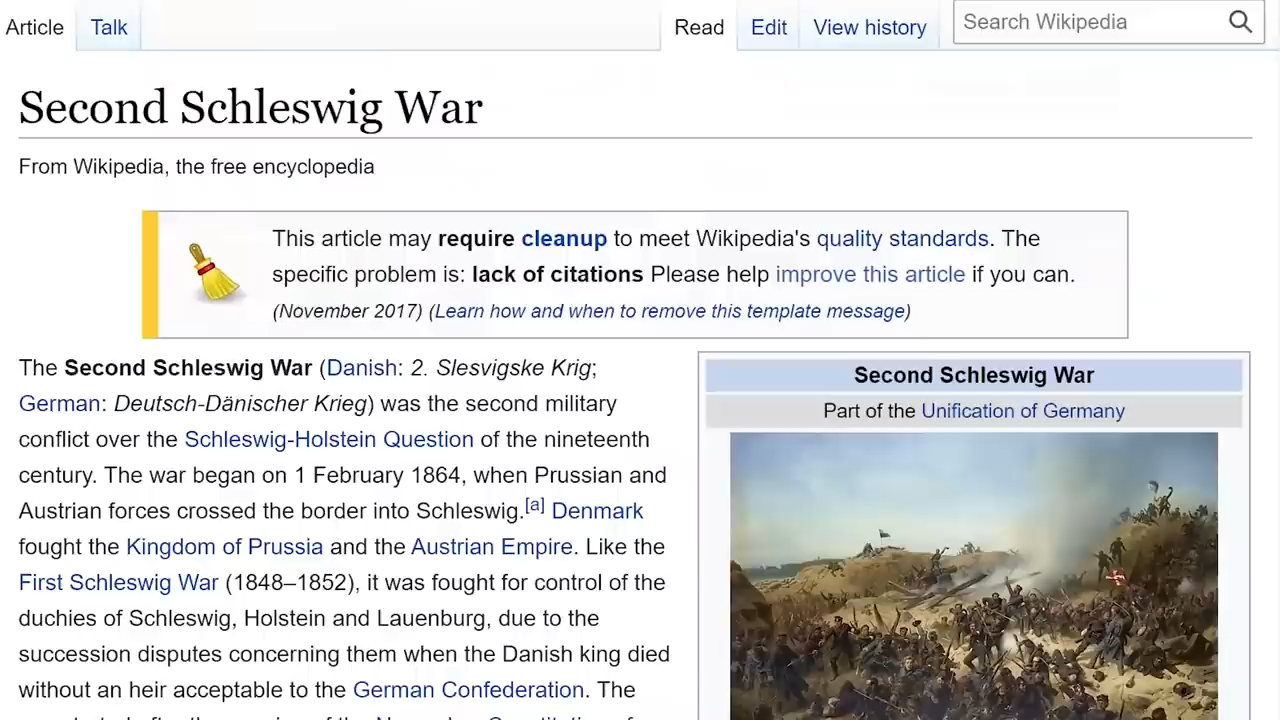 Article Talk Read Edit View history Search Wikipedia
Second Schleswig War
From Wikipedia, the free encyclopedia
This article may require cleanup to meet Wikipedia's quality standards. The
specific problem is: lack of citations Please help improve this article if you can.
(November 2017) (Learn how and when to remove this template message)
The Second Schleswig War (Danish: 2. Slesvigske Krig;
German: Deutsch-Dänischer Krieg) was the second military
conflict over the Schleswig-Holstein Question of the nineteenth
century. The war began on 1 February 1864, when Prussian and
Austrian forces crossed the border into Schleswig.[a] Denmark
fought the Kingdom of Prussia and the Austrian Empire. Like the
First Schleswig War (1848–1852), it was fought for control of the
duchies of Schleswig, Holstein and Lauenburg, due to the
succession disputes concerning them when the Danish king died
without an heir acceptable to the German Confederation. The
Second Schleswig War
Part of the Unification of Germany